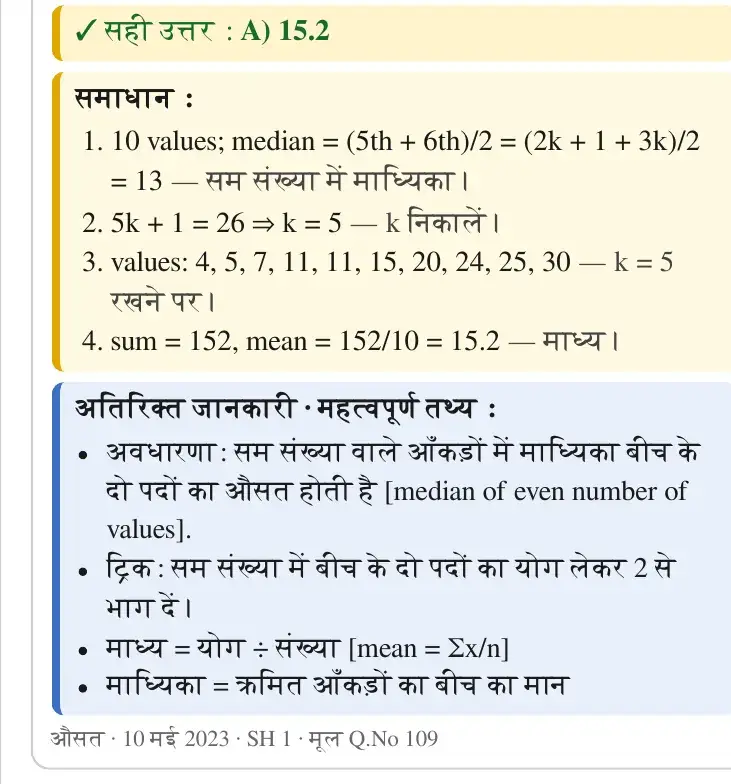 ✓ सही उत्तर : A) 15.2
समाधान :
1. 10 values; median = (5th + 6th)/2 = (2k + 1 + 3k)/2
= 13 — सम संख्या में माध्यिका।
2. 5k + 1 = 26 ⇒ k = 5 — k निकालें।
3. values: 4, 5, 7, 11, 11, 15, 20, 24, 25, 30 — k = 5
रखने पर।
4. sum = 152, mean = 152/10 = 15.2 — माध्य।
अतिरिक्त जानकारी · महत्वपूर्ण तथ्य :
• अवधारणा : सम संख्या वाले आँकड़ों में माध्यिका बीच के
दो पदों का औसत होती है [median of even number of
values].
• ट्रिक : सम संख्या में बीच के दो पदों का योग लेकर 2 से
भाग दें।
• माध्य = योग ÷ संख्या [mean = Σx/n]
• माध्यिका = क्रमित आँकड़ों का बीच का मान
औसत · 10 मई 2023 · SH 1 · मूल Q.No 109